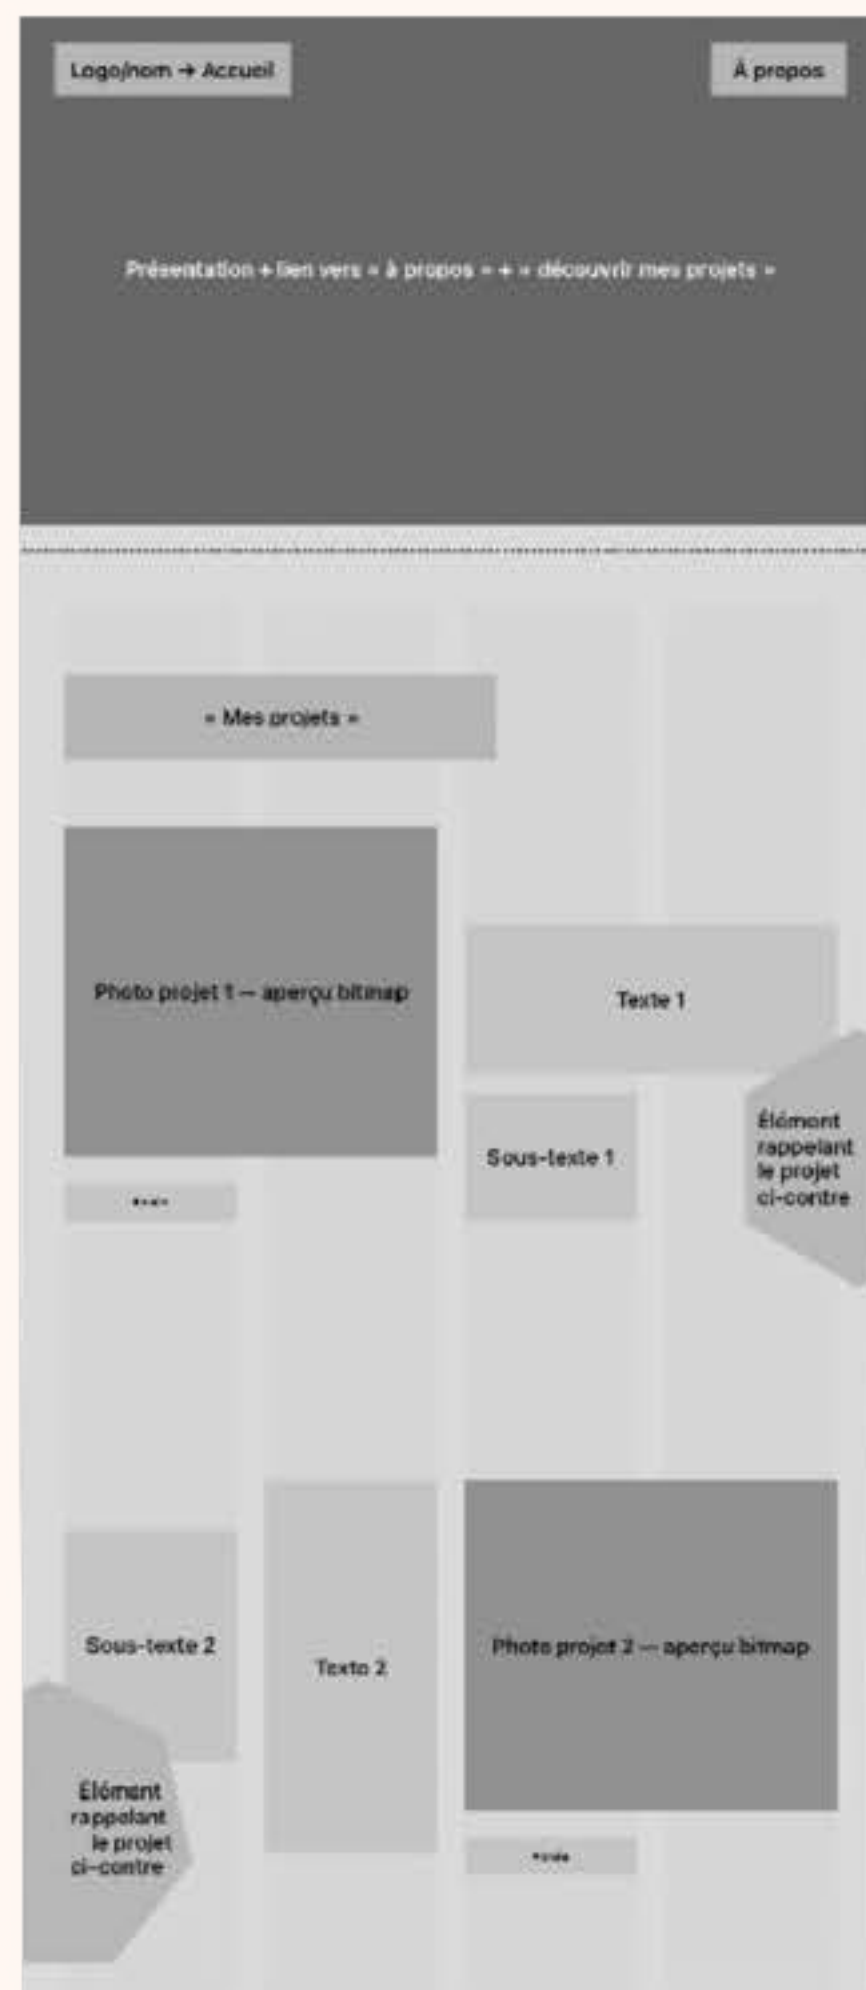 Logo/nom → Accueil
À propos
Présentation + lien vers « à propos » + « découvrir mes projets »
« Mes projets »
Photo projet 1 — aperçu bitmap
Texte 1
Sous-texte 1
Élément
rappelant
le projet
ci-contre
Sous-texte 2
Texte 2
Photo projet 2 — aperçu bitmap
Élément
rappelant
le projet
ci-contre